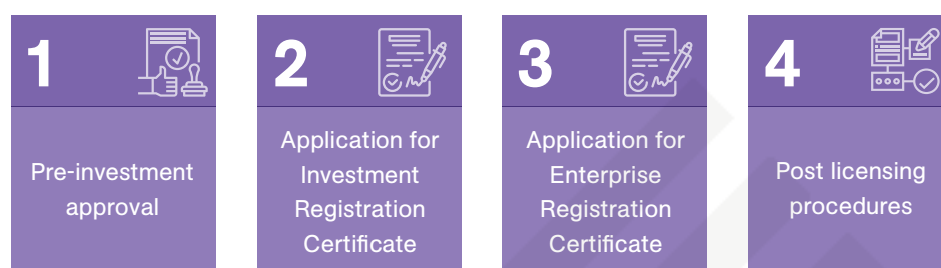 1
Pre-investment
approval
2
Application for
Investment
Registration
Certificate
3
Application for
Enterprise
Registration
Certificate
4
Post licensing
procedures